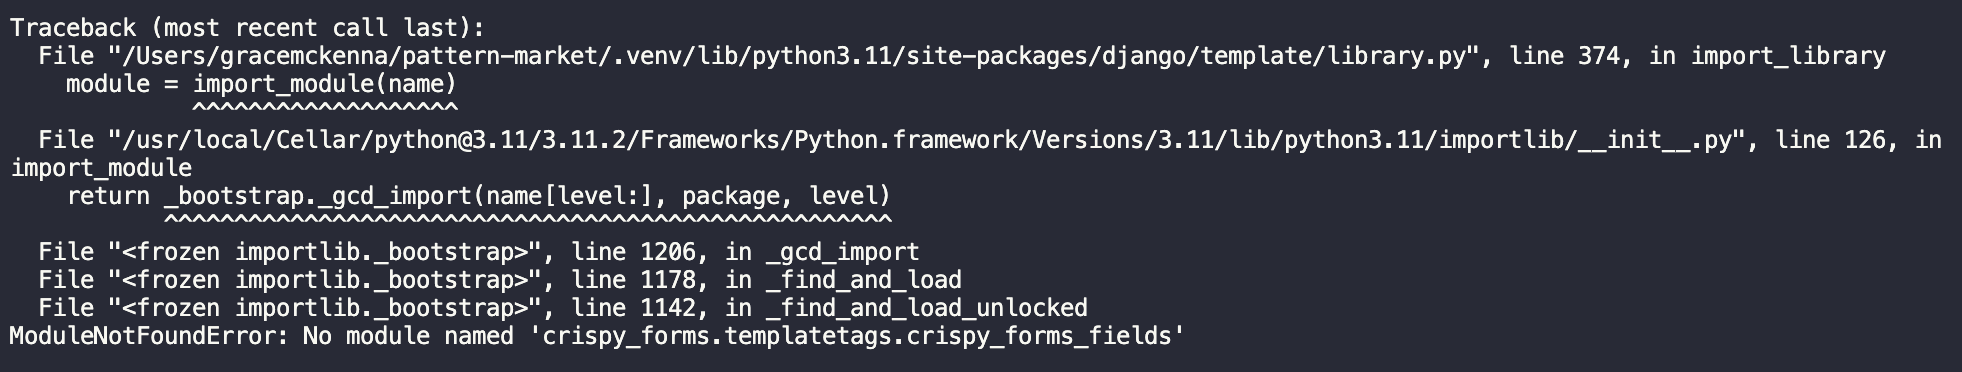 Traceback (most recent call last):
  File "/Users/gracemckenna/pattern-market/.venv/lib/python3.11/site-packages/django/template/library.py", line 374, in import_library
    module = import_module(name)
             ^^^^^^^^^^^^^^^^^^^
  File "/usr/local/Cellar/python@3.11/3.11.2/Frameworks/Python.framework/Versions/3.11/lib/python3.11/importlib/__init__.py", line 126, in
import_module
    return _bootstrap._gcd_import(name[level:], package, level)
           ^^^^^^^^^^^^^^^^^^^^^^^^^^^^^^^^^^^^^^^^^^^^^^^^^^^^
  File "<frozen importlib._bootstrap>", line 1206, in _gcd_import
  File "<frozen importlib._bootstrap>", line 1178, in _find_and_load
  File "<frozen importlib._bootstrap>", line 1142, in _find_and_load_unlocked
ModuleNotFoundError: No module named 'crispy_forms.templatetags.crispy_forms_fields'